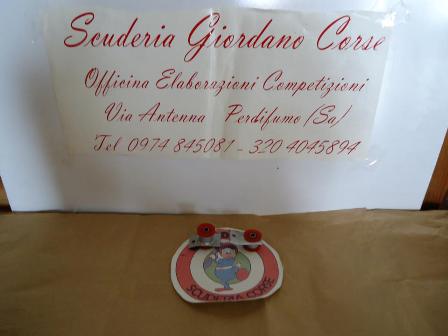 Scuderia Giordano Corse
Officina Elaborazioni Competizioni
Via Antenna Perdifumo (Sa)
Tel 0974 845081 - 320 4045894
SCUDERIA CORSE